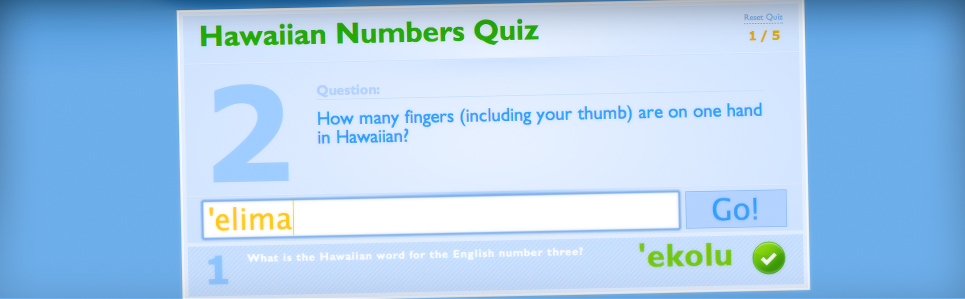 Hawaiian Numbers Quiz
Reset Quiz
1 / 5
2
Question:
How many fingers (including your thumb) are on one hand
in Hawaiian?
'elima
Go!
1
What is the Hawaiian word for the English number three?
'ekolu